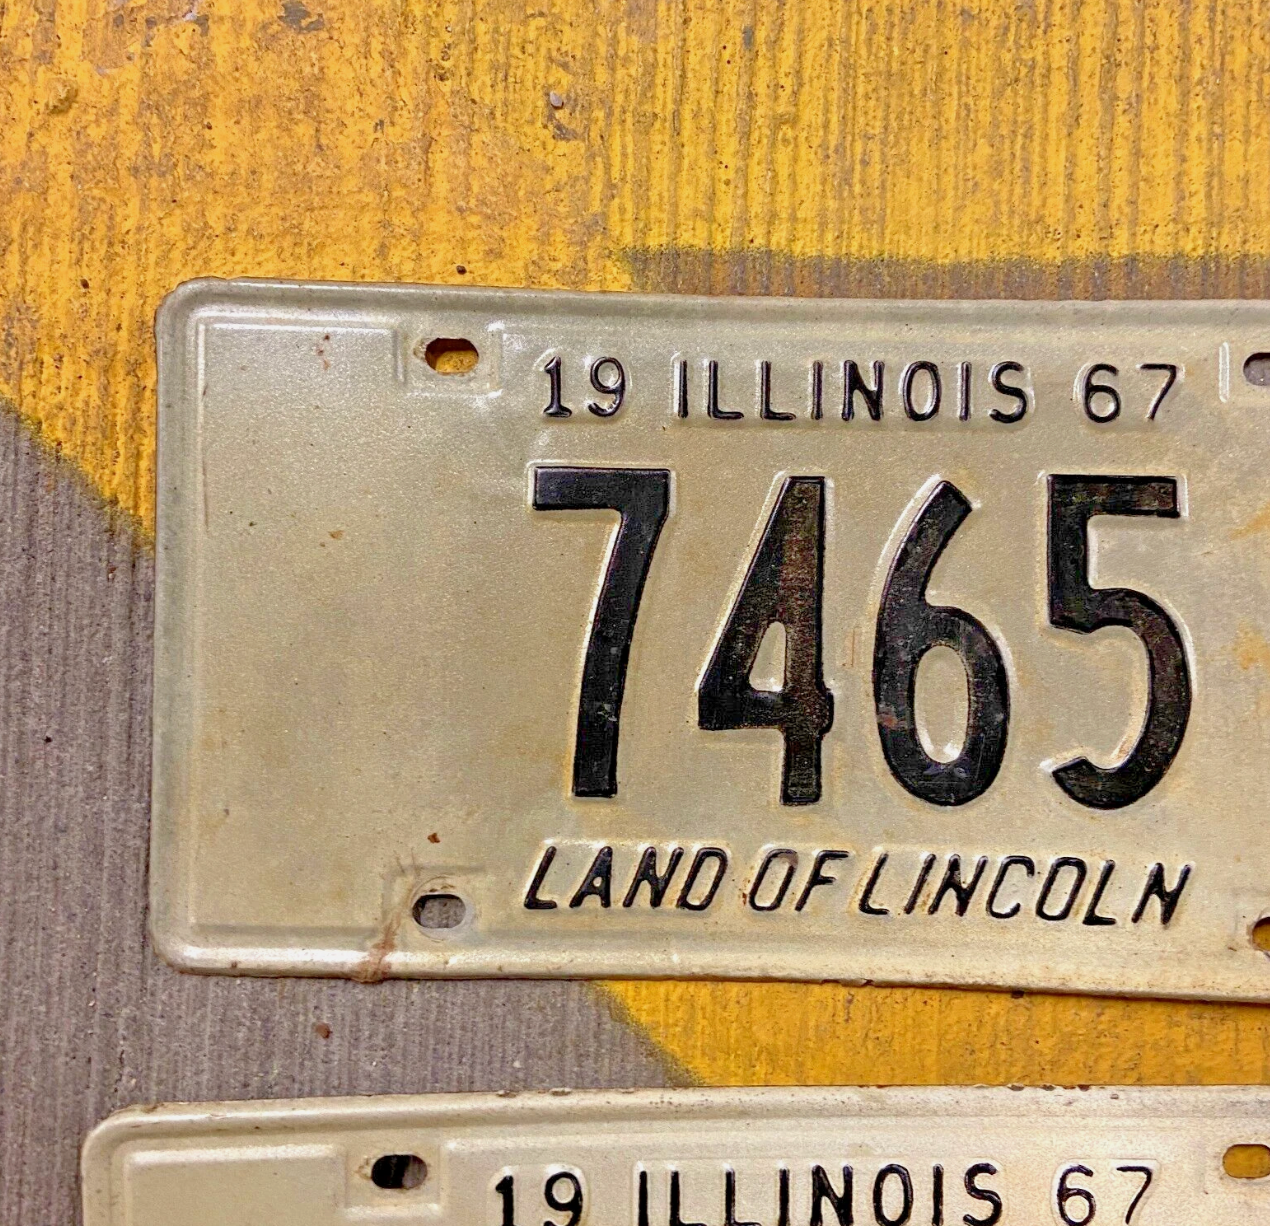 19 ILLINOIS 67
7465
LAND OF LINCOLN
19 ILLINOIS 67